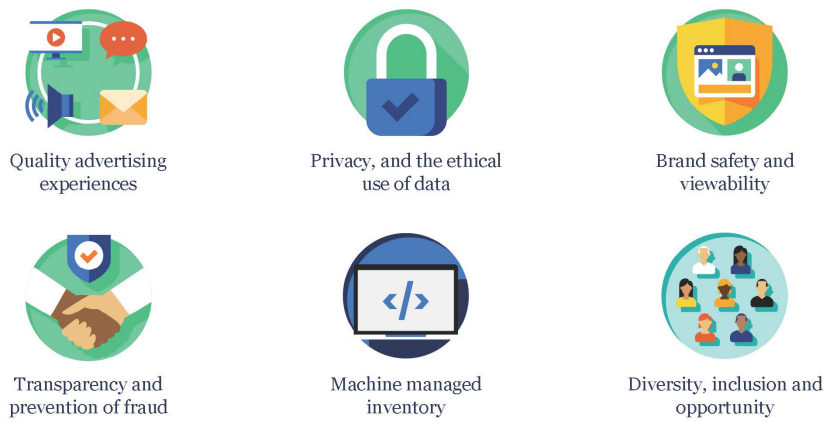 Quality advertising
experiences
Privacy, and the ethical
use of data
Brand safety and
viewability
</>
Transparency and
prevention of fraud
Machine managed
inventory
Diversity, inclusion and
opportunity